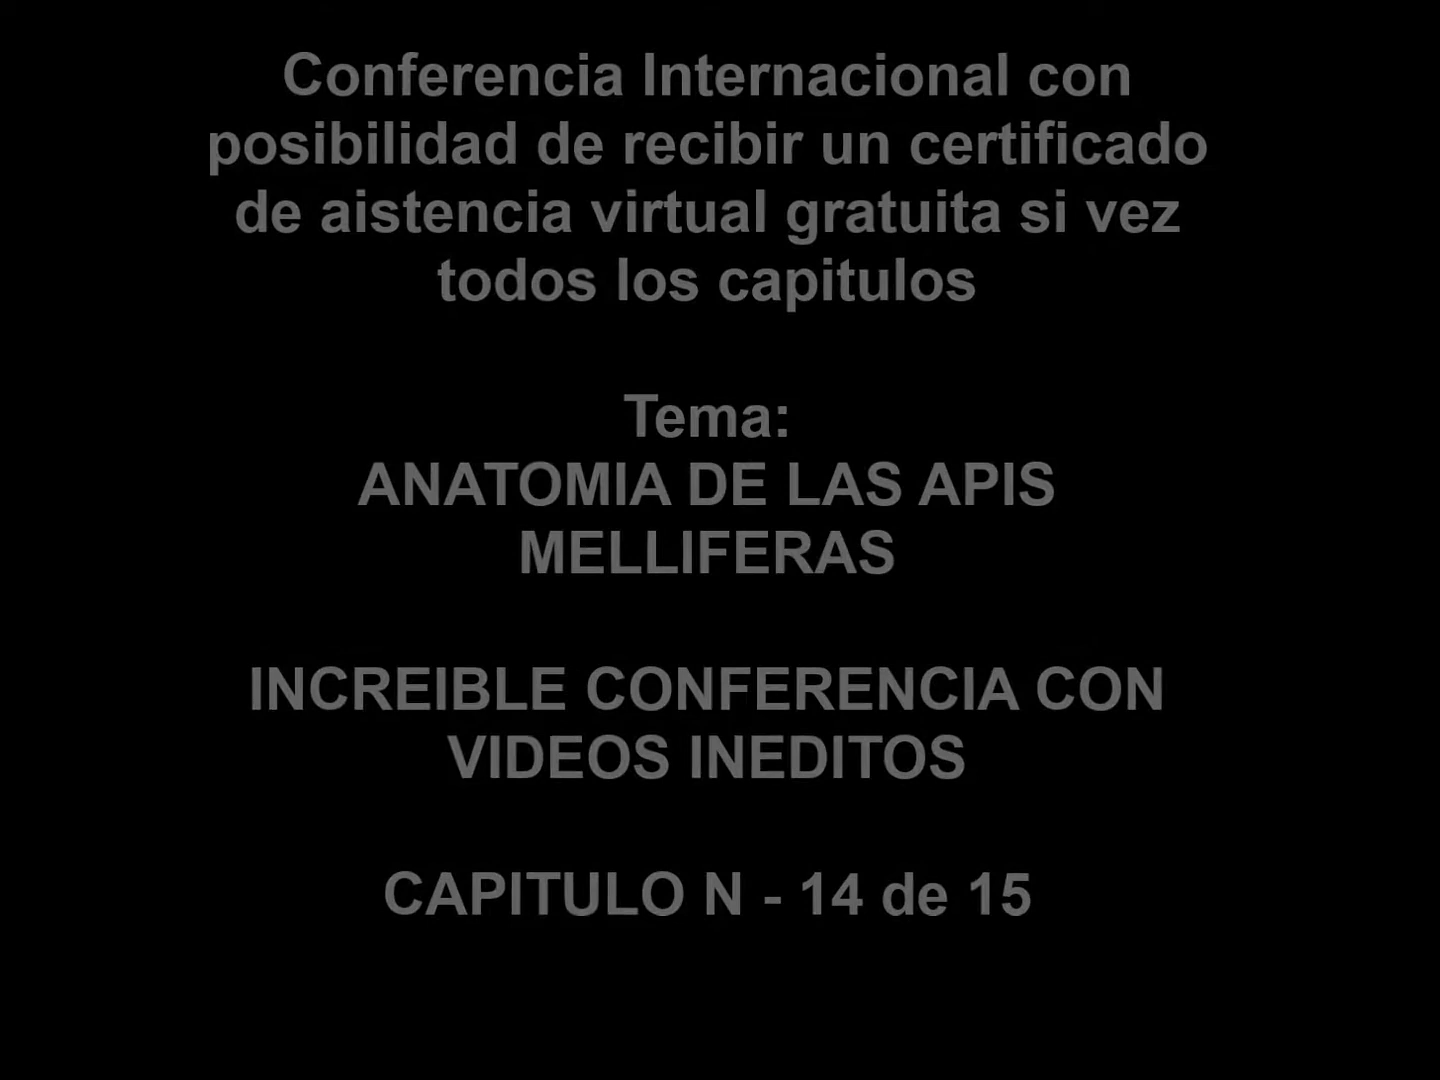 Conferencia Internacional con
posibilidad de recibir un certificado
de aistencia virtual gratuita si vez
todos los capitulos
Tema:
ANATOMIA DE LAS APIS
MELLIFERAS
INCREIBLE CONFERENCIA CON
VIDEOS INEDITOS
CAPITULO N - 14 de 15